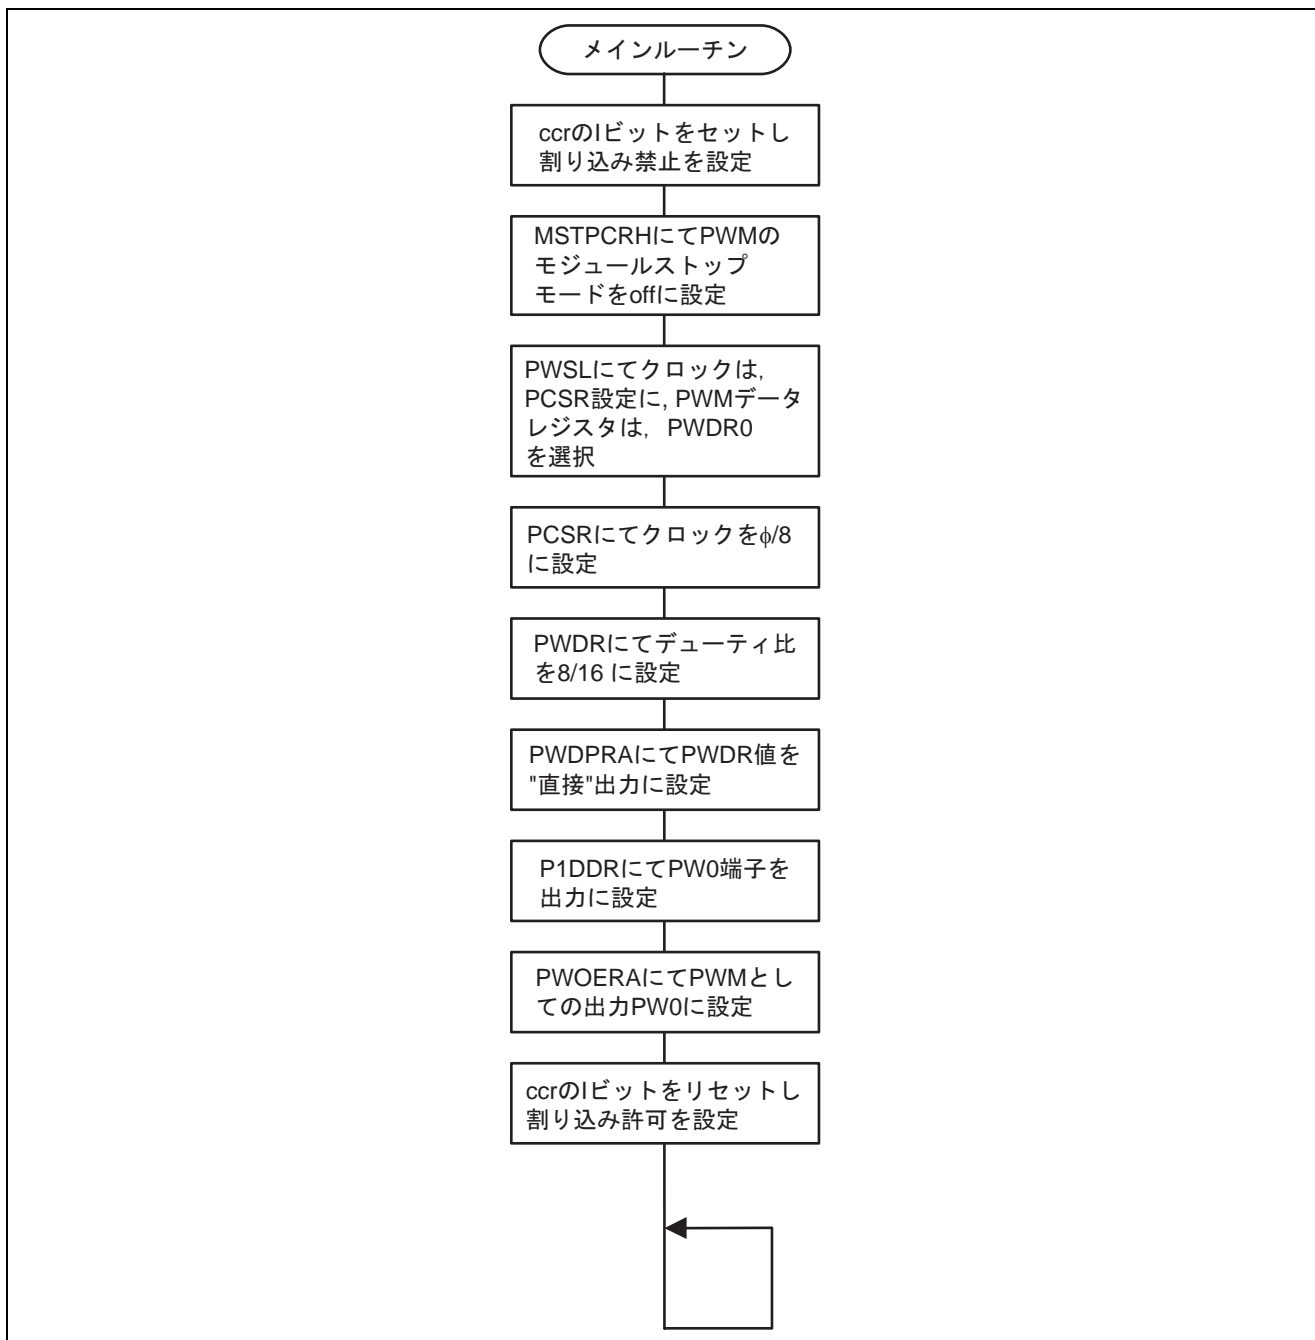 メインルーチン
ccrのIビットをセットし
割り込み禁止を設定
MSTPCRHにてPWMの
モジュールストップ
モードをoffに設定
PWSLにてクロックは,
PCSR設定に, PWMデータ
レジスタは, PWDR0
を選択
PCSRにてクロックをφ/8
に設定
PWDRにてデューティ比
を8/16 に設定
PWDPRAにてPWDR値を
"直接"出力に設定
P1DDRにてPW0端子を
出力に設定
PWOERAにてPWMとし
ての出力PW0に設定
ccrのIビットをリセットし
割り込み許可を設定